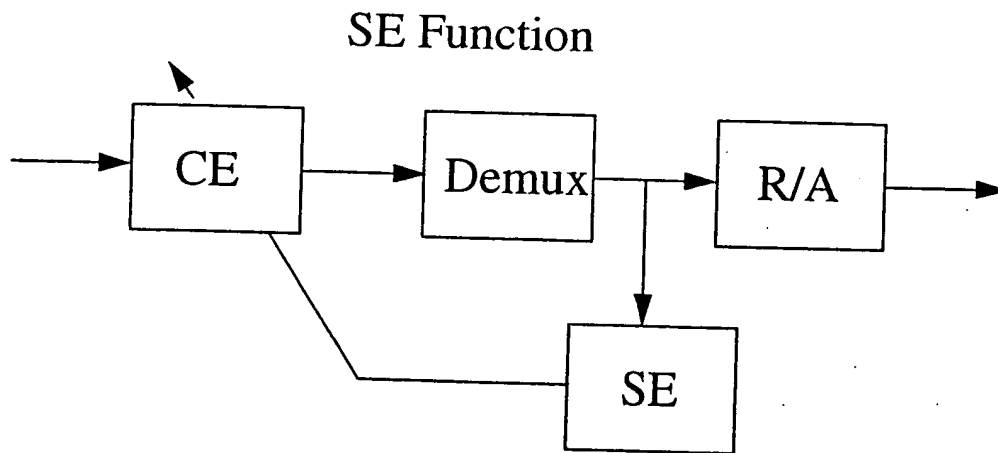 SE Function
CE
Demux
R/A
SE